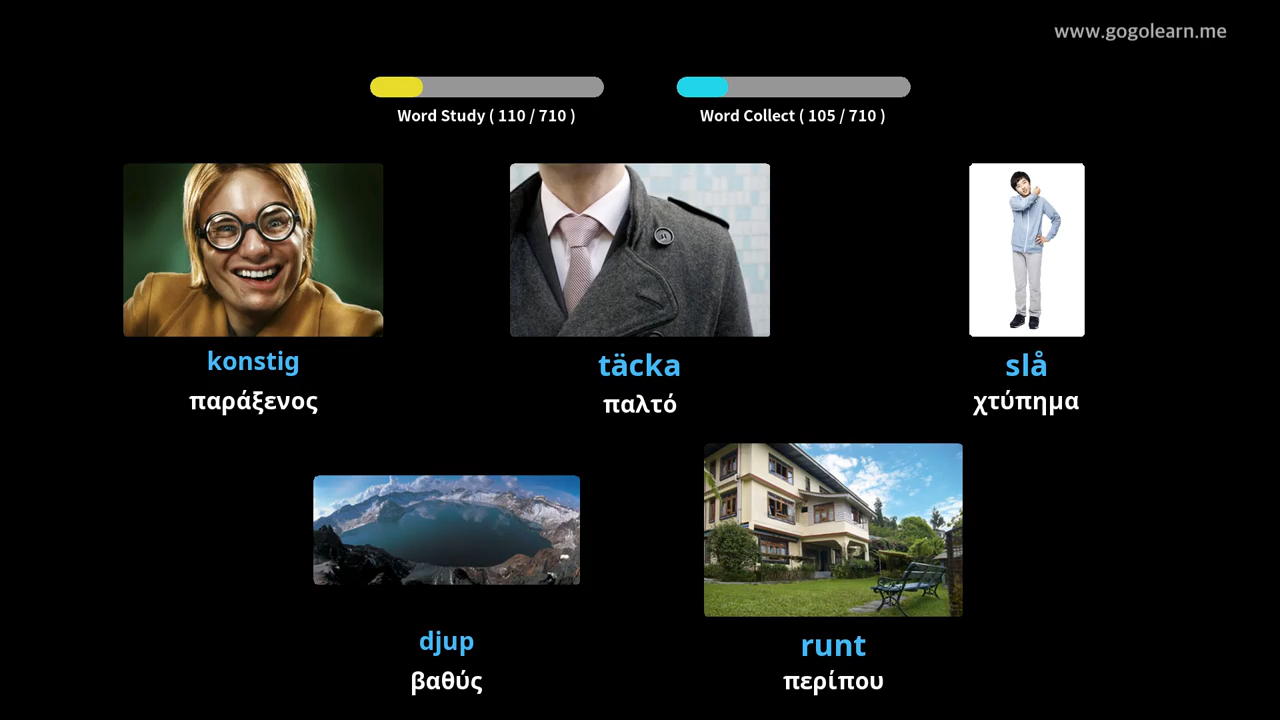 www.gogolearn.me
Word Study ( 110 / 710 )
Word Collect ( 105 / 710 )
konstig
παράξενος
täcka
παλτό
slå
χτύπημα
djup
βαθύς
runt
περίπου